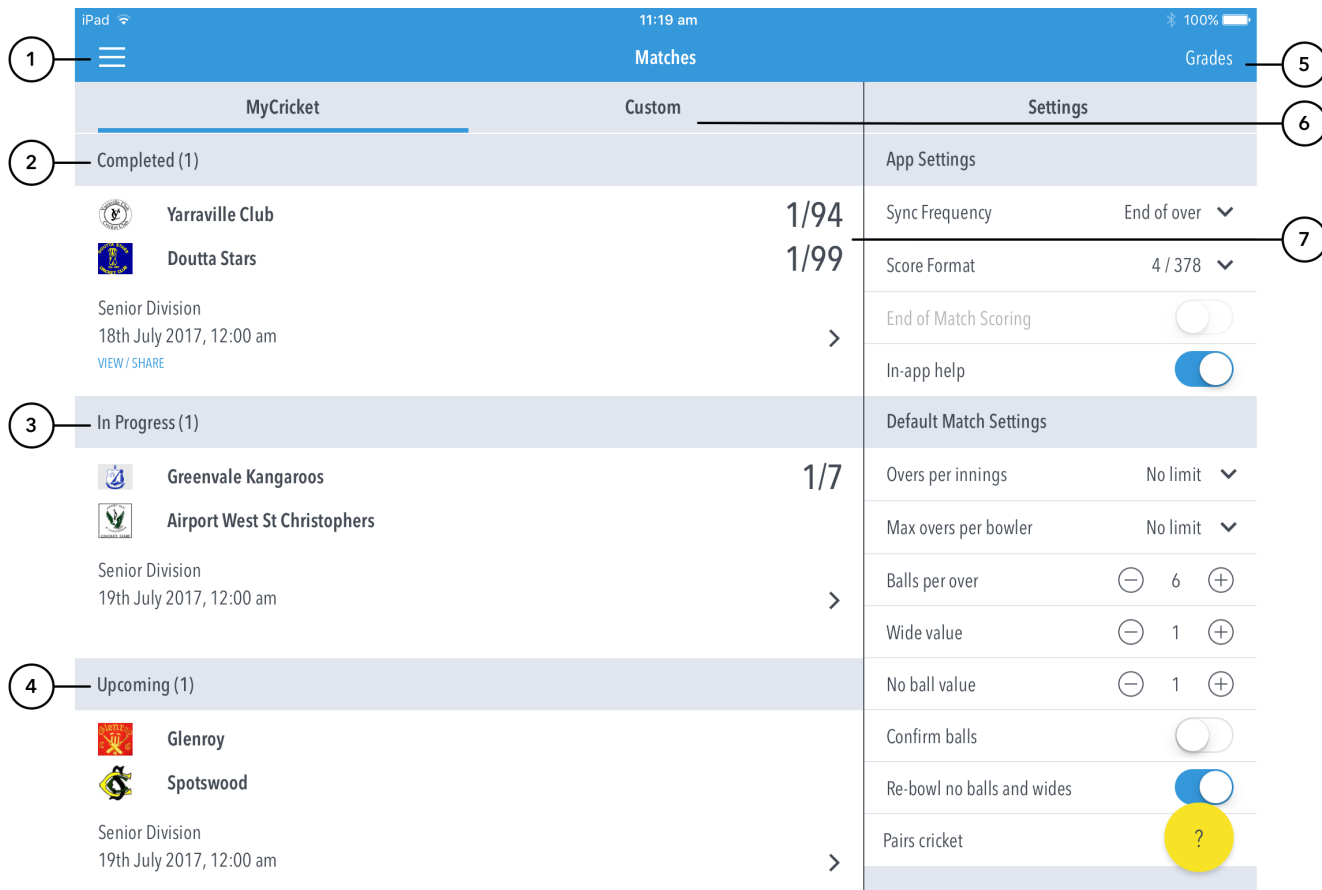 iPad 11:19 am 100%
1 Matches Grades 5
MyCricket Custom Settings 6
2 Completed (1)
Yarraville Club 1/94
Doutta Stars 1/99
7
Senior Division
18th July 2017, 12:00 am
VIEW / SHARE
3 In Progress (1)
Greenvale Kangaroos 1/7
Airport West St Christophers
Senior Division
19th July 2017, 12:00 am
4 Upcoming (1)
Glenroy
Spotswood
Senior Division
19th July 2017, 12:00 am
App Settings
Sync Frequency End of over
Score Format 4 / 378
End of Match Scoring
In-app help
Default Match Settings
Overs per innings No limit
Max overs per bowler No limit
Balls per over 6
Wide value 1
No ball value 1
Confirm balls
Re-bowl no balls and wides
Pairs cricket ?